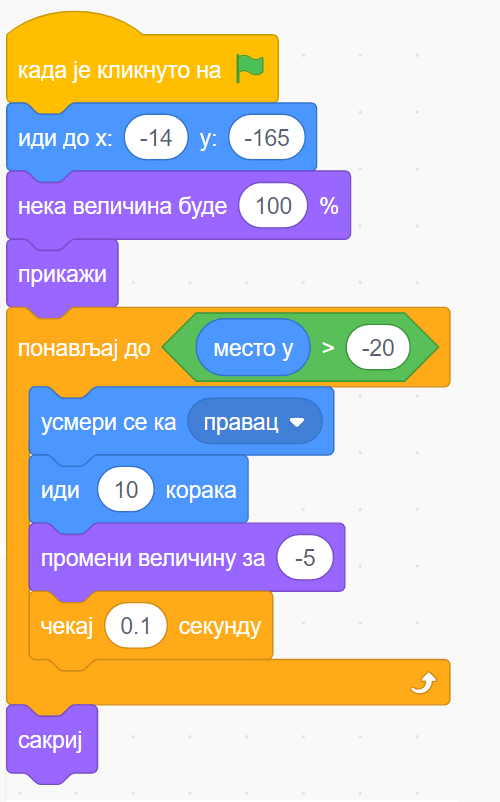 када је кликнуто на
иди до x: -14 y: -165
нека величина буде 100 %
прикажи
понављај до место y > -20
усмери се ка правац
иди 10 корака
промени величину за -5
чекај 0.1 секунду
сакриј